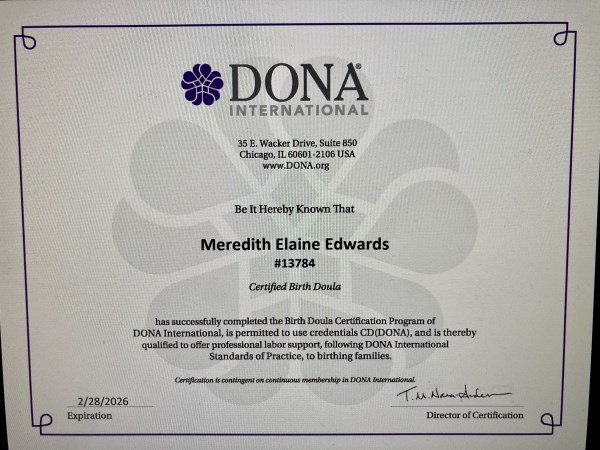 DONA®
INTERNATIONAL
35 E. Wacker Drive, Suite 850
Chicago, IL 60601-2106 USA
www.DONA.org
Be It Hereby Known That
Meredith Elaine Edwards
#13784
Certified Birth Doula
has successfully completed the Birth Doula Certification Program of
DONA International, is permitted to use credentials CD(DONA), and is thereby
qualified to offer professional labor support, following DONA International
Standards of Practice, to birthing families.
Certification is contingent on continuous membership in DONA International.
2/28/2026
Expiration
Director of Certification